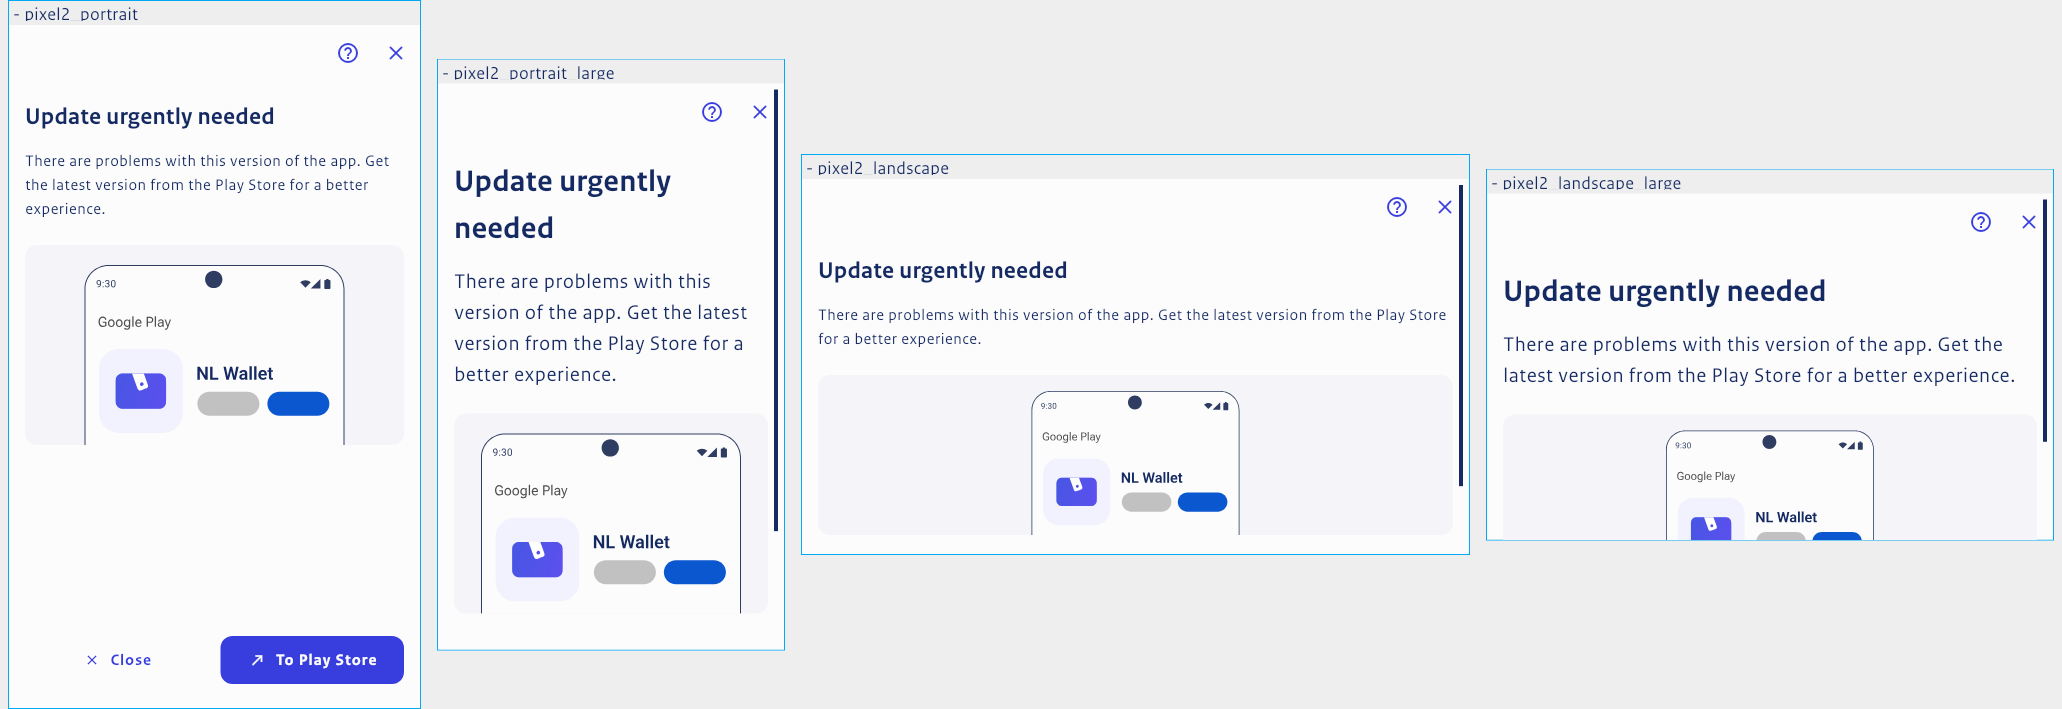 - pixel2_portrait
Update urgently needed
There are problems with this version of the app. Get
the latest version from the Play Store for a better
experience.
9:30
Google Play
NL Wallet
Close
To Play Store
- pixel2_portrait_large
Update urgently
needed
There are problems with this
version of the app. Get the latest
version from the Play Store for a
better experience.
9:30
Google Play
NL Wallet
- pixel2_landscape
Update urgently needed
There are problems with this version of the app. Get the latest version from the Play Store
for a better experience.
9:30
Google Play
NL Wallet
- pixel2_landscape_large
Update urgently needed
There are problems with this version of the app. Get the
latest version from the Play Store for a better experience.
9:30
Google Play
NL Wallet